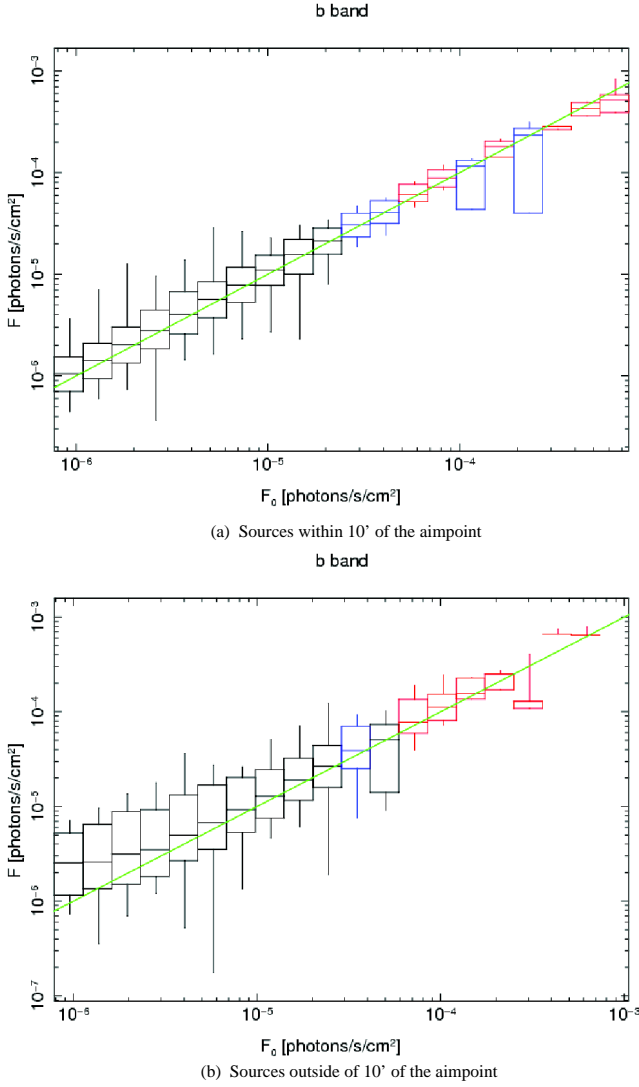 b band
10⁻³
10⁻⁴
10⁻⁵
10⁻⁶
F [photons/s/cm²]
10⁻⁶
10⁻⁵
10⁻⁴
F₀ [photons/s/cm²]
(a) Sources within 10’ of the aimpoint
b band
10⁻³
10⁻⁴
10⁻⁵
10⁻⁶
10⁻⁷
F [photons/s/cm²]
10⁻⁶
10⁻⁵
10⁻⁴
10⁻³
F₀ [photons/s/cm²]
(b) Sources outside of 10’ of the aimpoint